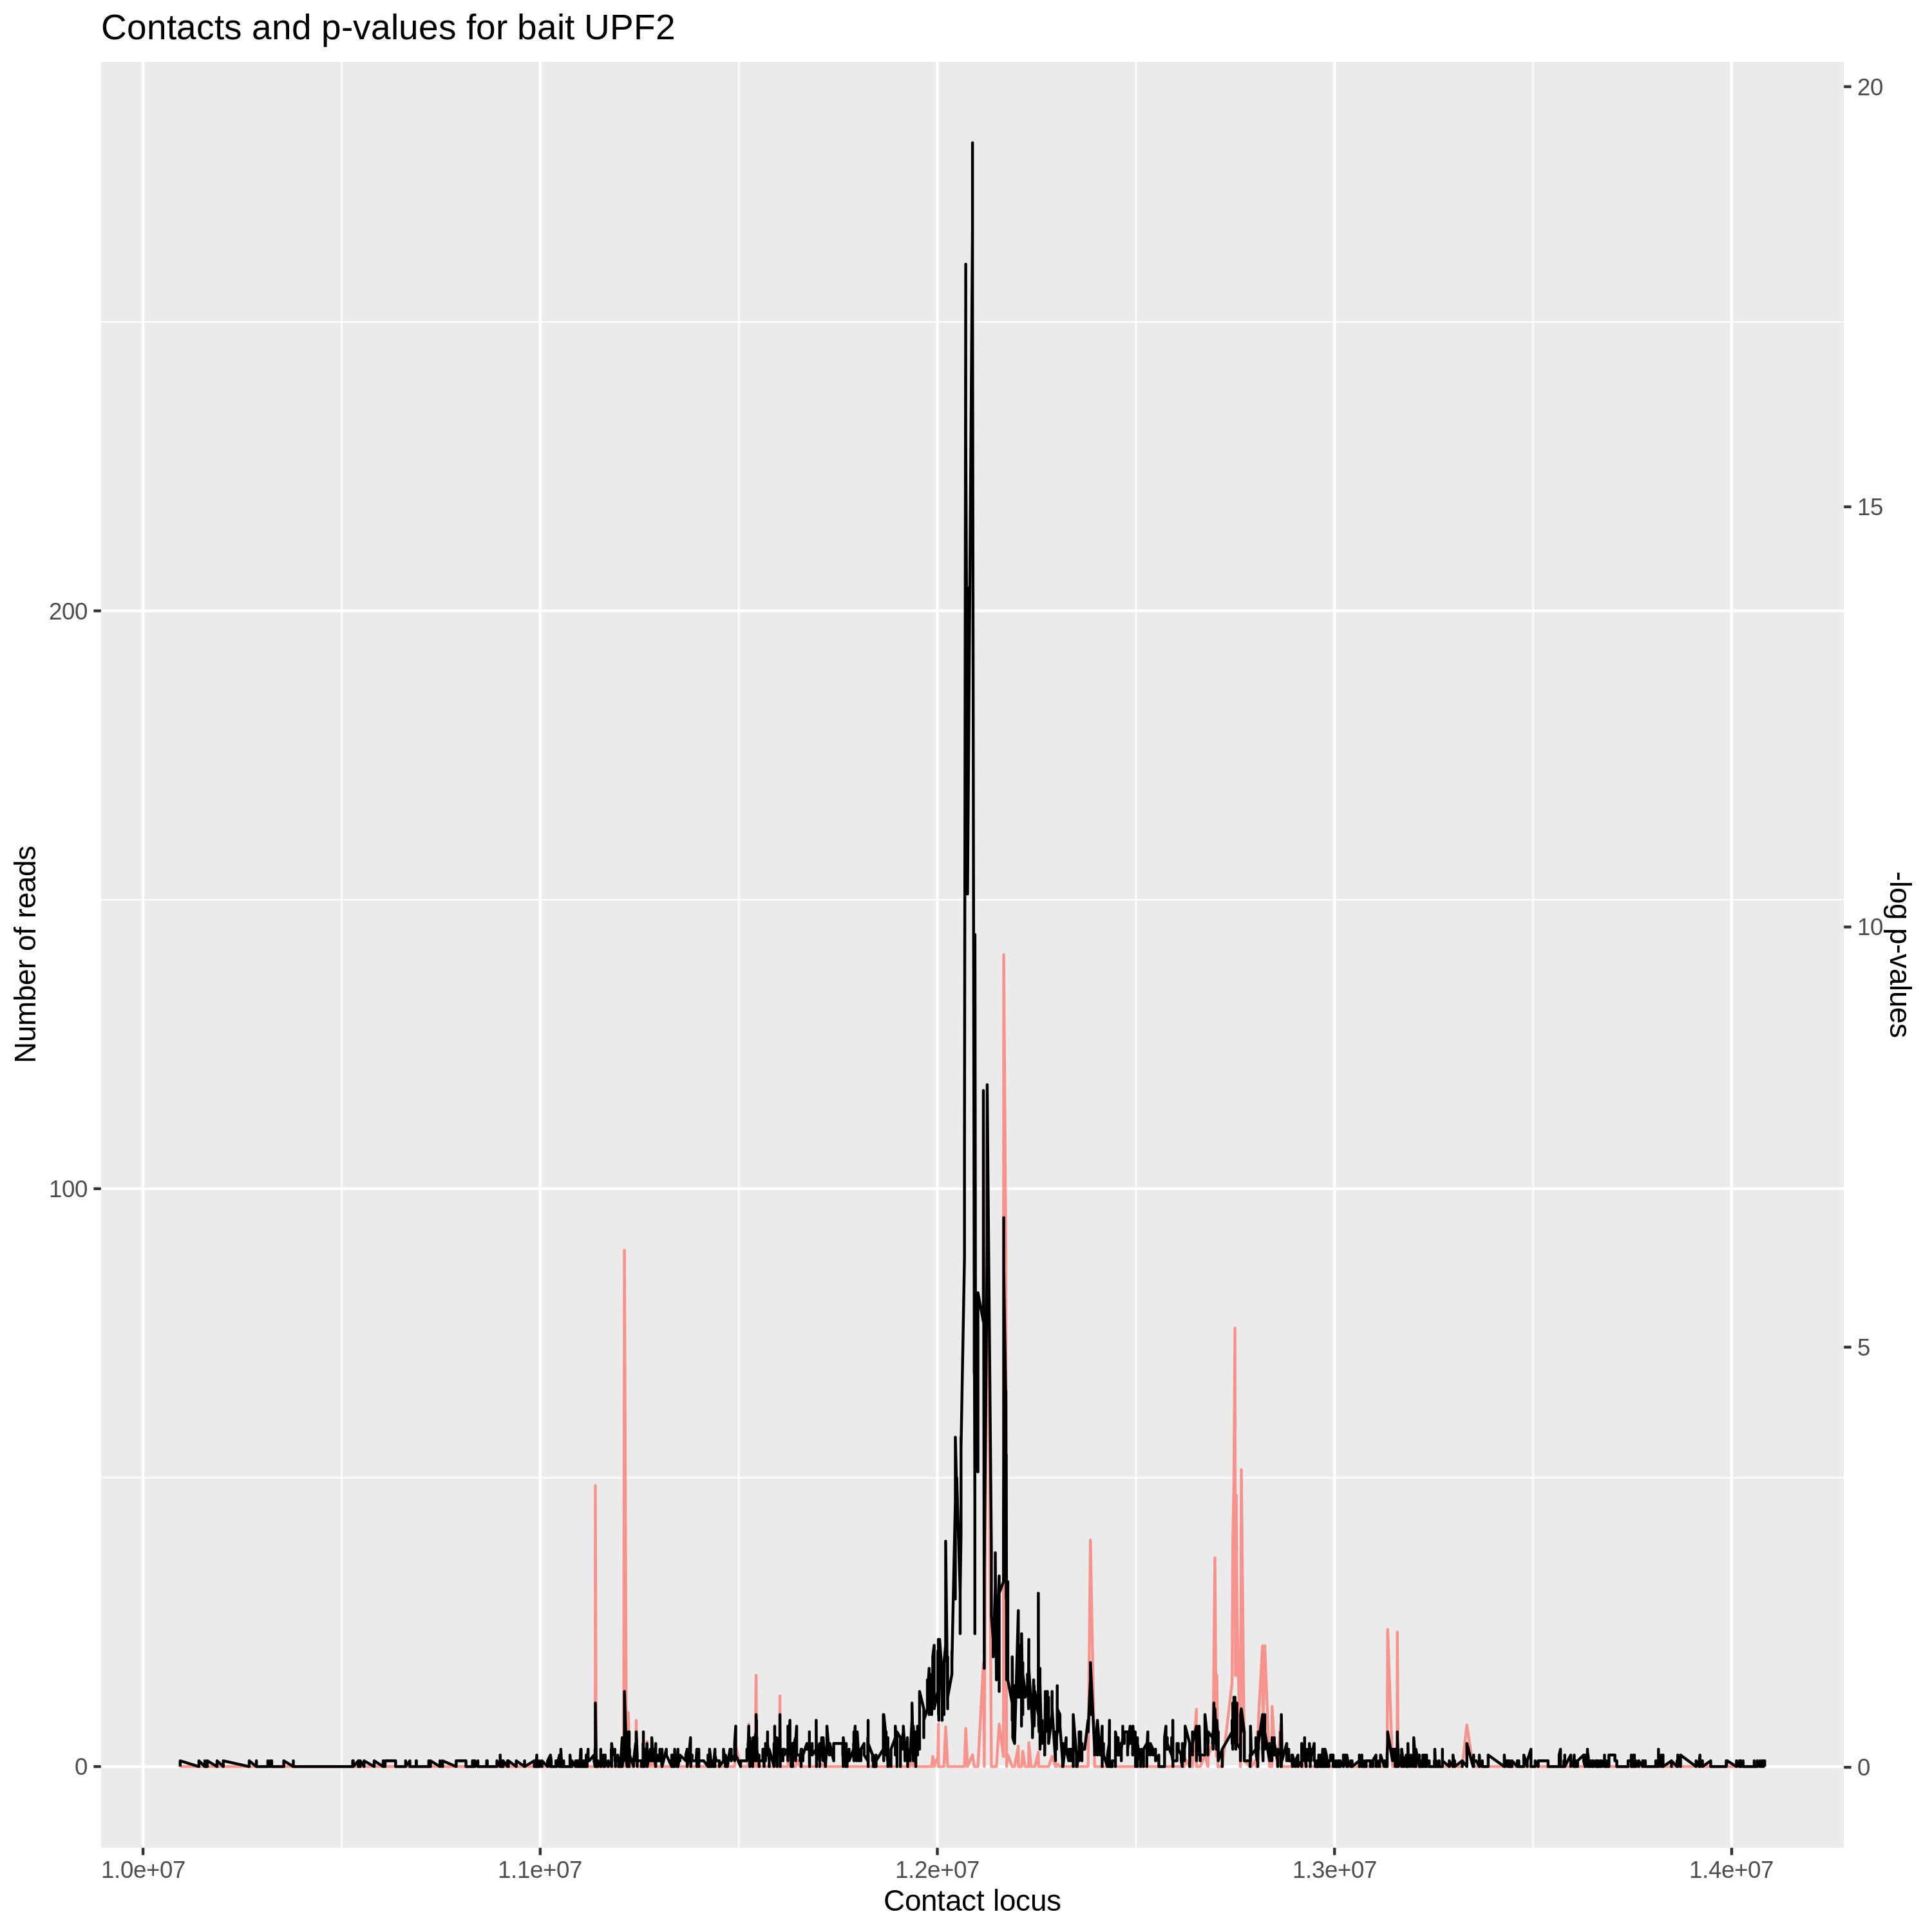 Contacts and p-values for bait UPF2
Number of reads
200
100
0
20
15
10
5
0
-log p-values
1.0e+07 1.1e+07 1.2e+07 1.3e+07 1.4e+07
Contact locus